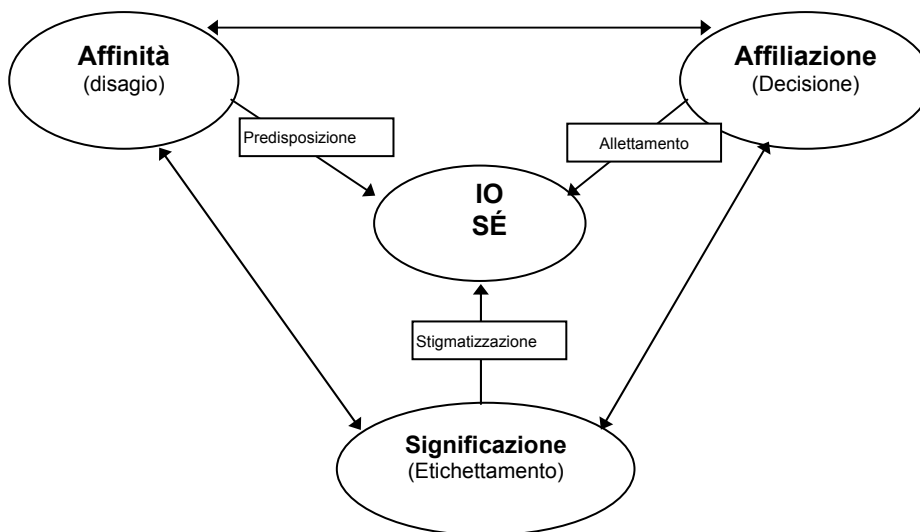 Affinità
(disagio)
Affiliazione
(Decisione)
Predisposizione
Allettamento
IO
SÉ
Stigmatizzazione
Significazione
(Etichettamento)